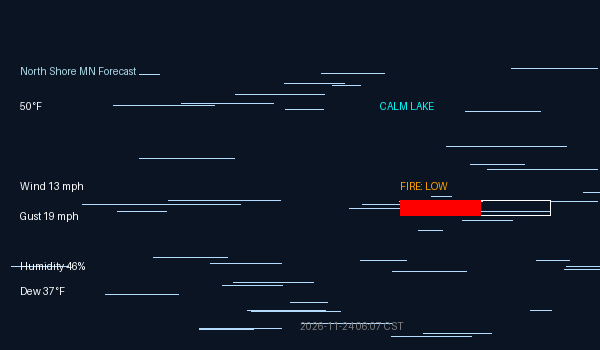 North Shore MN Forecast
50°F
CALM LAKE
Wind 13 mph
FIRE: LOW
Gust 19 mph
Humidity 46%
Dew 37°F
2026-11-24 06:07 CST